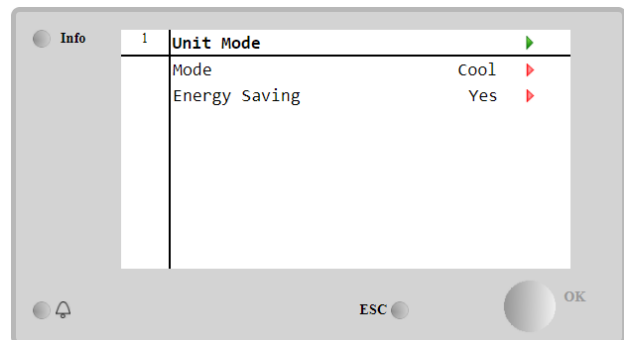 Info
1 Unit Mode
Mode Cool
Energy Saving Yes
ESC
OK